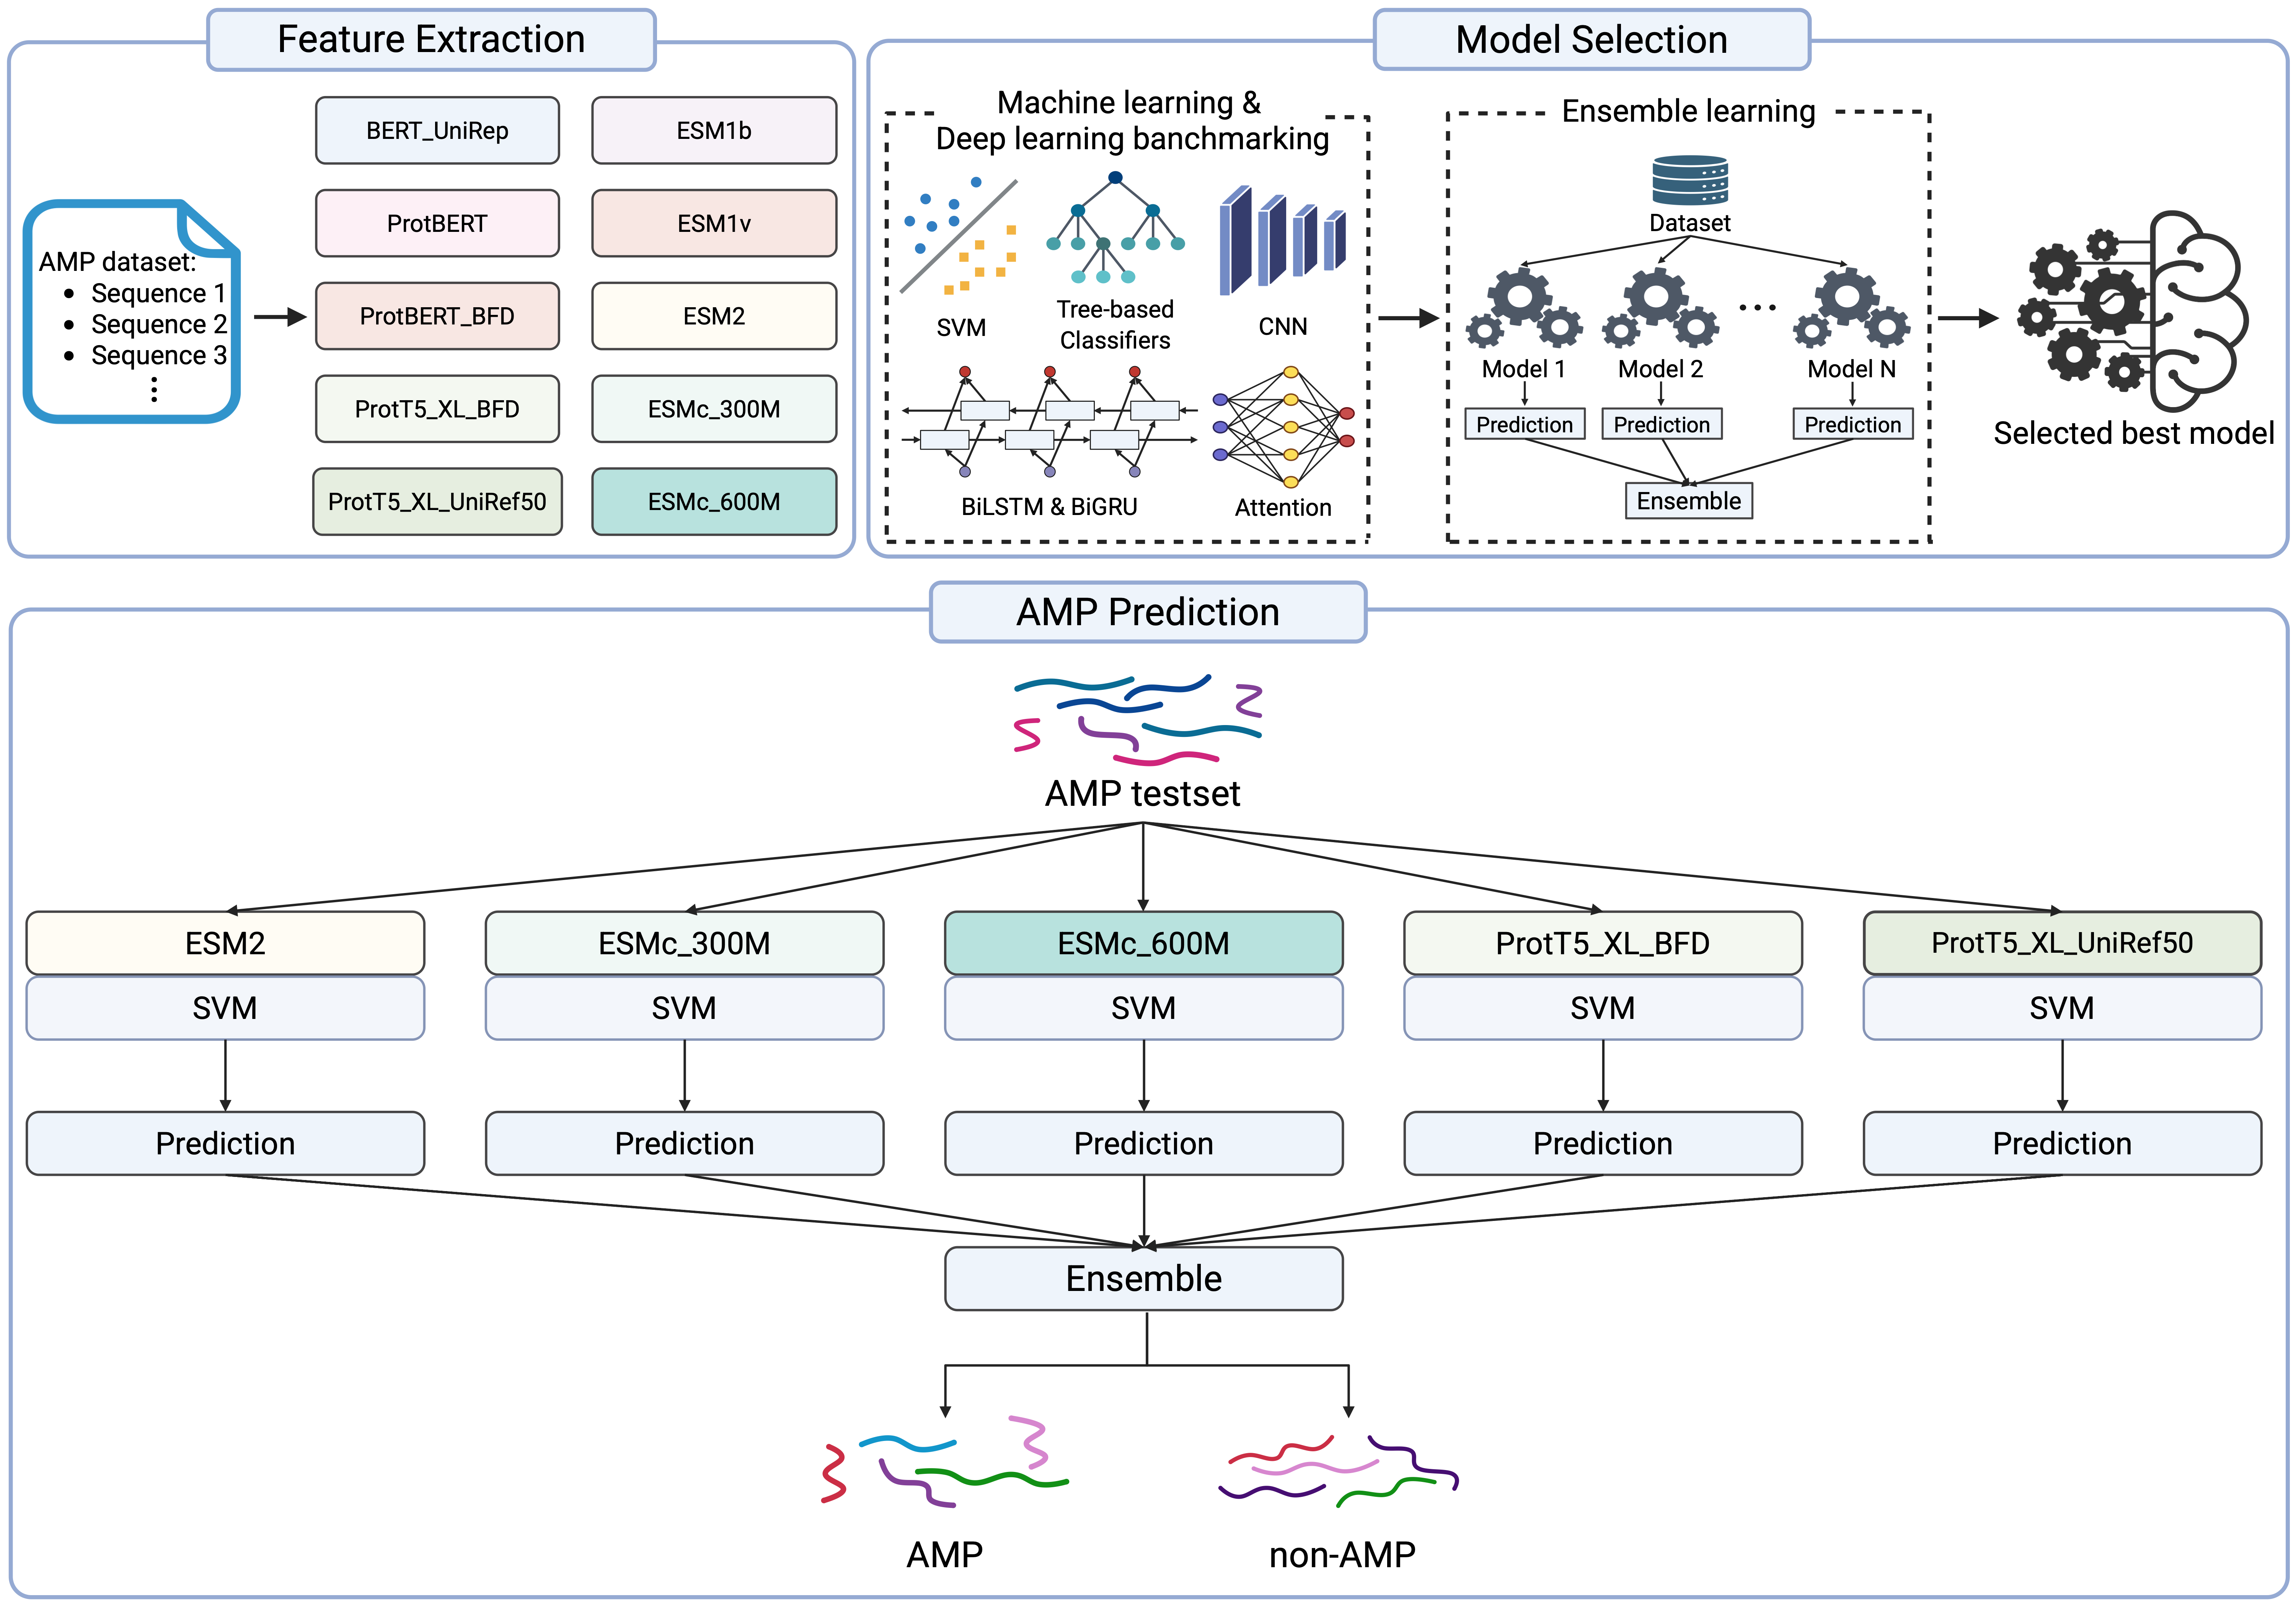 Feature Extraction
AMP dataset:
• Sequence 1
• Sequence 2
• Sequence 3
BERT_UniRep
ESM1b
ProtBERT
ESM1v
ProtBERT_BFD
ESM2
ProtT5_XL_BFD
ESMc_300M
ProtT5_XL_UniRef50
ESMc_600M
Model Selection
Machine learning &
Deep learning banchmarking
SVM
Tree-based
Classifiers
CNN
BiLSTM & BiGRU
Attention
Ensemble learning
Dataset
Model 1
Model 2
Model N
Prediction
Prediction
Prediction
Ensemble
Selected best model
AMP Prediction
AMP testset
ESM2
ESMc_300M
ESMc_600M
ProtT5_XL_BFD
ProtT5_XL_UniRef50
SVM
SVM
SVM
SVM
SVM
Prediction
Prediction
Prediction
Prediction
Prediction
Ensemble
AMP
non-AMP